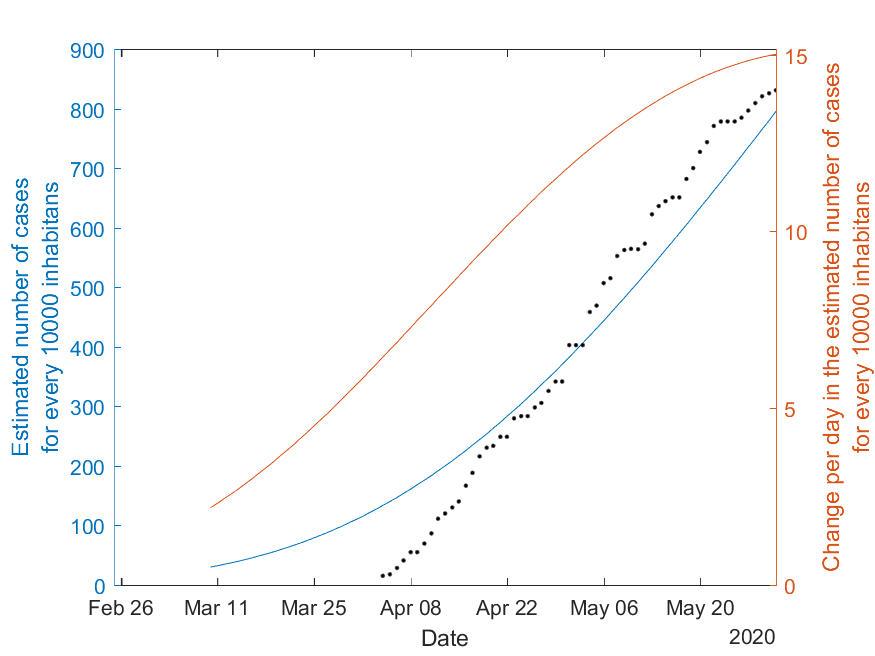 900
800
700
600
500
400
300
200
100
0
Estimated number of cases
for every 10000 inhabitans
15
10
5
0
Change per day in the estimated number of cases
for every 10000 inhabitans
Feb 26 Mar 11 Mar 25 Apr 08 Apr 22 May 06 May 20
Date
2020